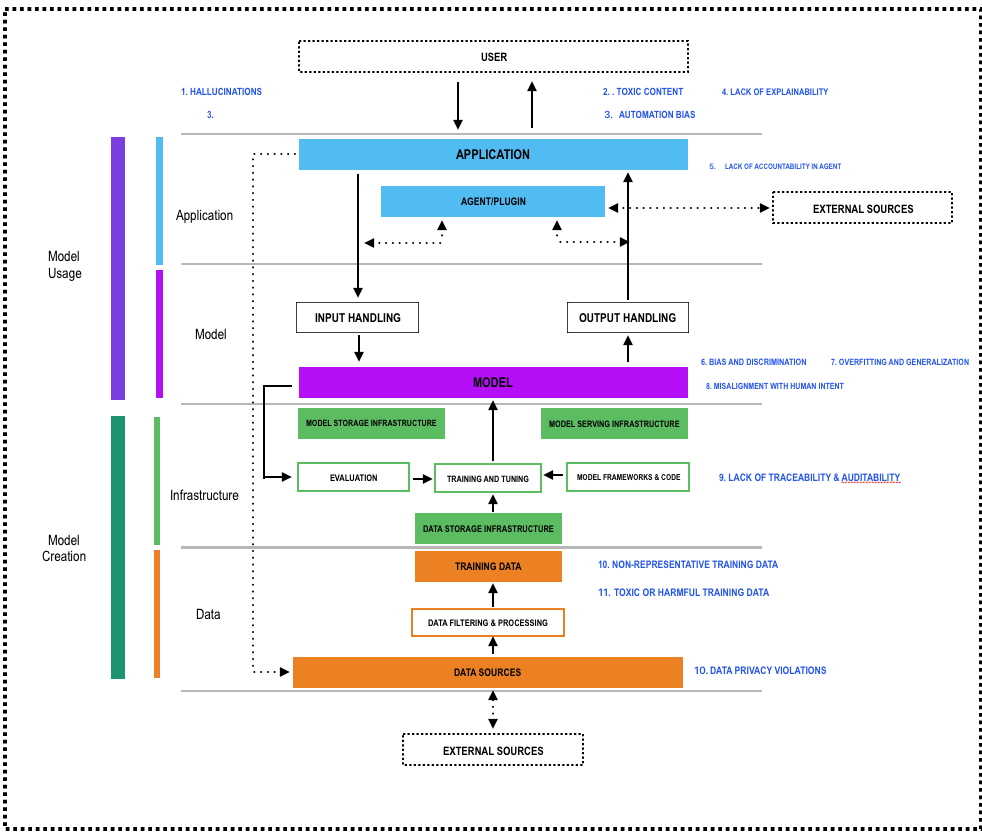 USER
1. HALLUCINATIONS
2. . TOXIC CONTENT
4. LACK OF EXPLAINABILITY
3.
3. AUTOMATION BIAS
APPLICATION
5. LACK OF ACCOUNTABILITY IN AGENT
AGENT/PLUGIN
EXTERNAL SOURCES
Application
Model
Usage
INPUT HANDLING
OUTPUT HANDLING
Model
6. BIAS AND DISCRIMINATION
7. OVERFITTING AND GENERALIZATION
MODEL
8. MISALIGNMENT WITH HUMAN INTENT
MODEL STORAGE INFRASTRUCTURE
MODEL SERVING INFRASTRUCTURE
EVALUATION
TRAINING AND TUNING
MODEL FRAMEWORKS & CODE
9. LACK OF TRACEABILITY & AUDITABILITY
Infrastructure
DATA STORAGE INFRASTRUCTURE
Model
Creation
TRAINING DATA
10. NON-REPRESENTATIVE TRAINING DATA
11. TOXIC OR HARMFUL TRAINING DATA
Data
DATA FILTERING & PROCESSING
DATA SOURCES
10. DATA PRIVACY VIOLATIONS
EXTERNAL SOURCES